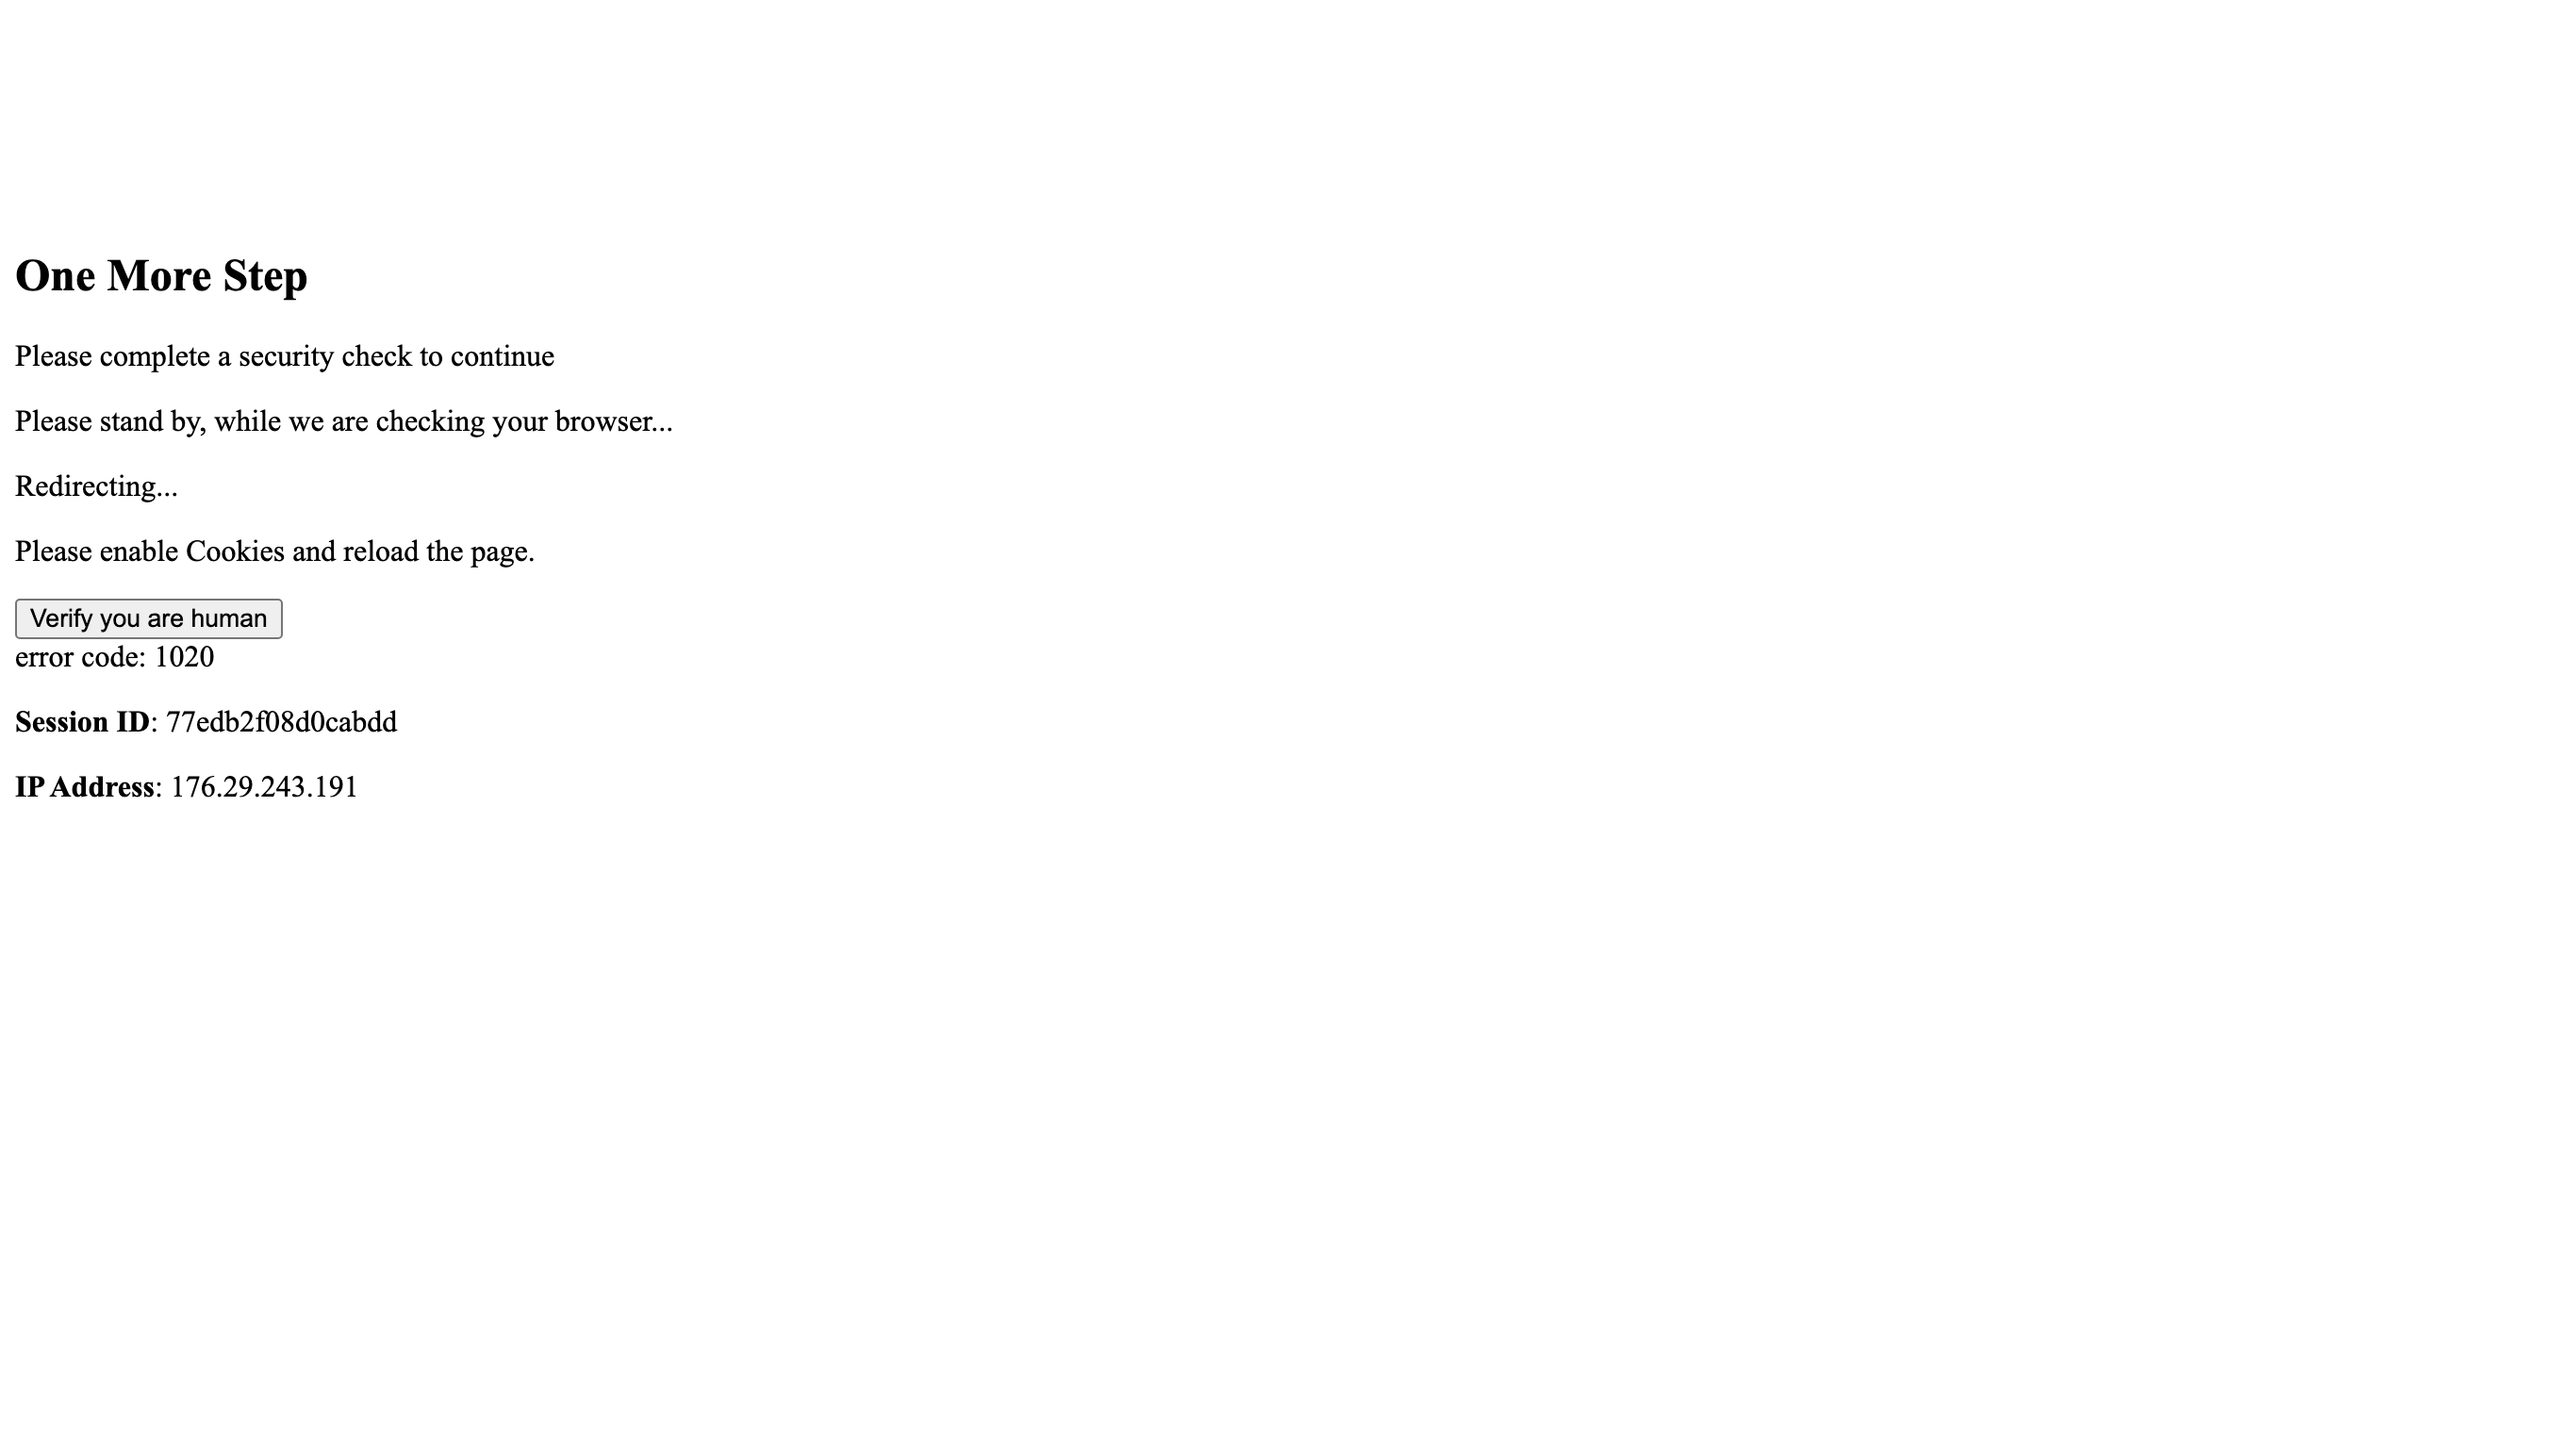 One More Step
Please complete a security check to continue
Please stand by, while we are checking your browser...
Redirecting...
Please enable Cookies and reload the page.
Verify you are human
error code: 1020
Session ID: 77edb2f08d0cabdd
IP Address: 176.29.243.191